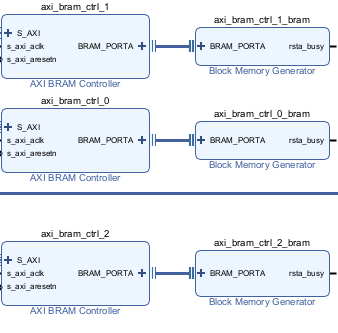 axi_bram_ctrl_1
axi_bram_ctrl_1_bram
S_AXI
s_axi_aclk BRAM_PORTA
s_axi_aresetn
BRAM_PORTA rsta_busy
AXI BRAM Controller
Block Memory Generator
axi_bram_ctrl_0
axi_bram_ctrl_0_bram
S_AXI
s_axi_aclk BRAM_PORTA
s_axi_aresetn
BRAM_PORTA rsta_busy
AXI BRAM Controller
Block Memory Generator
axi_bram_ctrl_2
axi_bram_ctrl_2_bram
S_AXI
s_axi_aclk BRAM_PORTA
s_axi_aresetn
BRAM_PORTA rsta_busy
AXI BRAM Controller
Block Memory Generator